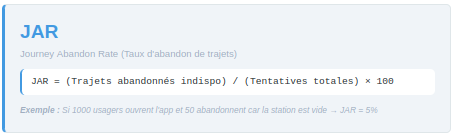 JAR
Journey Abandon Rate (Taux d'abandon de trajets)
JAR = (Trajets abandonnés indispo) / (Tentatives totales) × 100
Exemple : Si 1000 usagers ouvrent l'app et 50 abandonnent car la station est vide → JAR = 5%